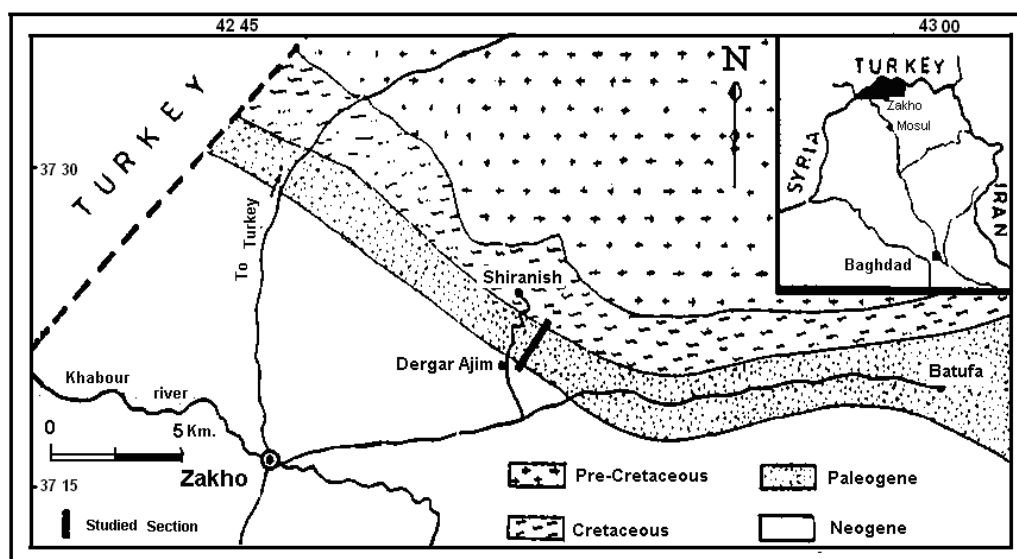 42 45
43 00
TURKEY
N
TURKEY
Zakho
Mosul
SYRIA
IRAN
Baghdad
37 30
To Turkey
Shiranish
Dergar Ajim
Batufa
Khabour river
0 5 Km.
Zakho
37 15
Studied Section
Pre-Cretaceous
Paleogene
Cretaceous
Neogene